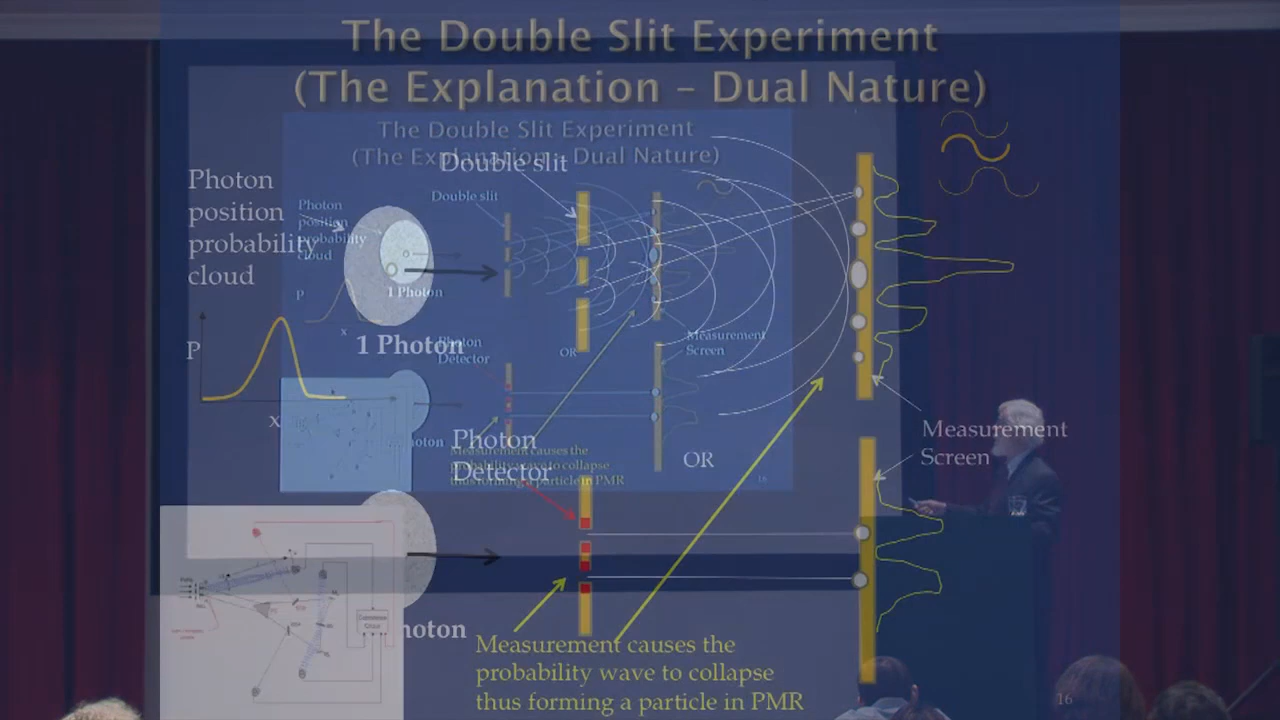 The Double Slit Experiment
(The Explanation – Dual Nature)
The Double Slit Experiment
(The Explanation – Dual Nature)
Double slit
Photon
position
probability
cloud
Double slit
Photon
position
probability
cloud
P
1 Photon
x
1 Photon
P
X
Photon
Detector
OR
Measurement
Screen
Measurement
Screen
Photon
Detector
OR
Measurement causes the
probability wave to collapse
thus forming a particle in PMR
16
hoton
Measurement causes the
probability wave to collapse
thus forming a particle in PMR
16